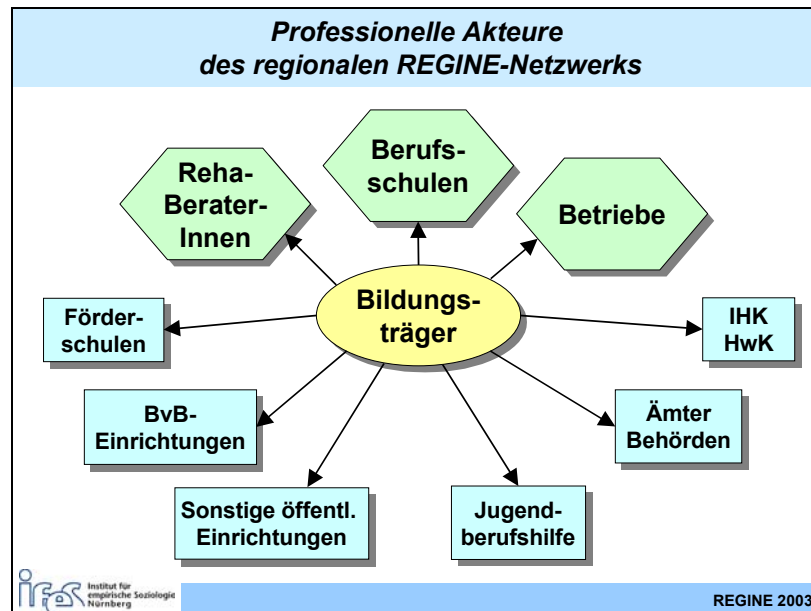 Professionelle Akteure
des regionalen REGINE-Netzwerks
Reha-
Berater-
Innen
Berufs-
schulen
Betriebe
Bildungs-
träger
Förder-
schulen
IHK
HwK
BvB-
Einrichtungen
Ämter
Behörden
Sonstige öffentl.
Einrichtungen
Jugend-
berufshilfe
ifes
Institut für
empirische Soziologie
Nürnberg
REGINE 2003